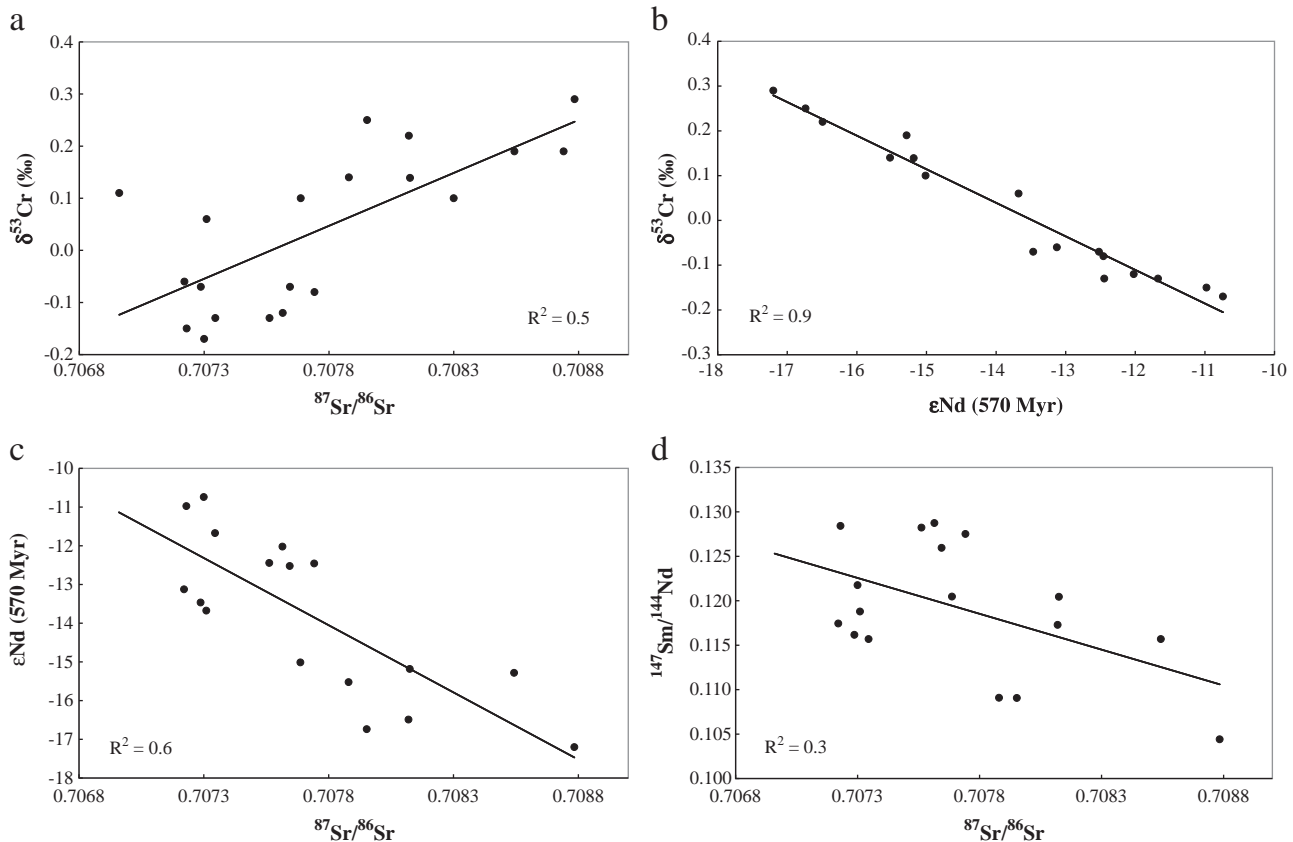 a
0.4
0.3
0.2
0.1
0.0
-0.1
-0.2
δ⁵³Cr (‰)
R² = 0.5
0.7068 0.7073 0.7078 0.7083 0.7088
⁸⁷Sr/⁸⁶Sr
b
0.4
0.3
0.2
0.1
0.0
-0.1
-0.2
-0.3
δ⁵³Cr (‰)
R² = 0.9
-18 -17 -16 -15 -14 -13 -12 -11 -10
εNd (570 Myr)
c
-10
-11
-12
-13
-14
-15
-16
-17
-18
εNd (570 Myr)
R² = 0.6
0.7068 0.7073 0.7078 0.7083 0.7088
⁸⁷Sr/⁸⁶Sr
d
0.135
0.130
0.125
0.120
0.115
0.110
0.105
0.100
¹⁴⁷Sm/¹⁴⁴Nd
R² = 0.3
0.7068 0.7073 0.7078 0.7083 0.7088
⁸⁷Sr/⁸⁶Sr